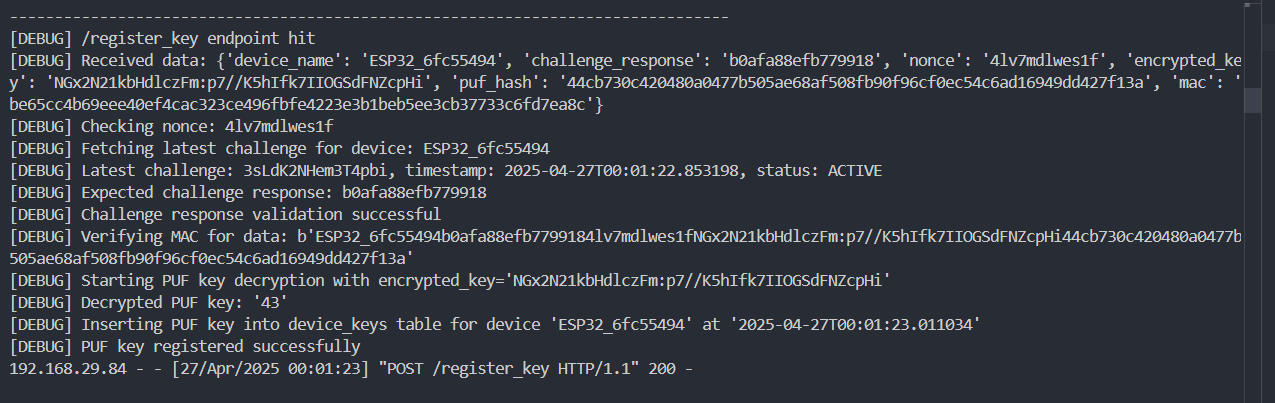 --------------------------------------------------------------------------------
[DEBUG] /register_key endpoint hit
[DEBUG] Received data: {'device_name': 'ESP32_6fc55494', 'challenge_response': 'b0afa88efb779918', 'nonce': '4lv7mdlwes1f', 'encrypted_ke
y': 'NGx2N21kbHdlczFm:p7//K5hIfk7IIOGSdFNZcpHi', 'puf_hash': '44cb730c420480a0477b505ae68af508fb90f96cf0ec54c6ad16949dd427f13a', 'mac': '
be65cc4b69eee40ef4cac323ce496fbfe4223e3b1beb5ee3cb37733c6fd7ea8c'}
[DEBUG] Checking nonce: 4lv7mdlwes1f
[DEBUG] Fetching latest challenge for device: ESP32_6fc55494
[DEBUG] Latest challenge: 3sLdK2NHem3T4pbi, timestamp: 2025-04-27T00:01:22.853198, status: ACTIVE
[DEBUG] Expected challenge response: b0afa88efb779918
[DEBUG] Challenge response validation successful
[DEBUG] Verifying MAC for data: b'ESP32_6fc55494b0afa88efb7799184lv7mdlwes1fNGx2N21kbHdlczFm:p7//K5hIfk7IIOGSdFNZcpHi44cb730c420480a0477b
505ae68af508fb90f96cf0ec54c6ad16949dd427f13a'
[DEBUG] Starting PUF key decryption with encrypted_key='NGx2N21kbHdlczFm:p7//K5hIfk7IIOGSdFNZcpHi'
[DEBUG] Decrypted PUF key: '43'
[DEBUG] Inserting PUF key into device_keys table for device 'ESP32_6fc55494' at '2025-04-27T00:01:23.011034'
[DEBUG] PUF key registered successfully
192.168.29.84 - - [27/Apr/2025 00:01:23] "POST /register_key HTTP/1.1" 200 -